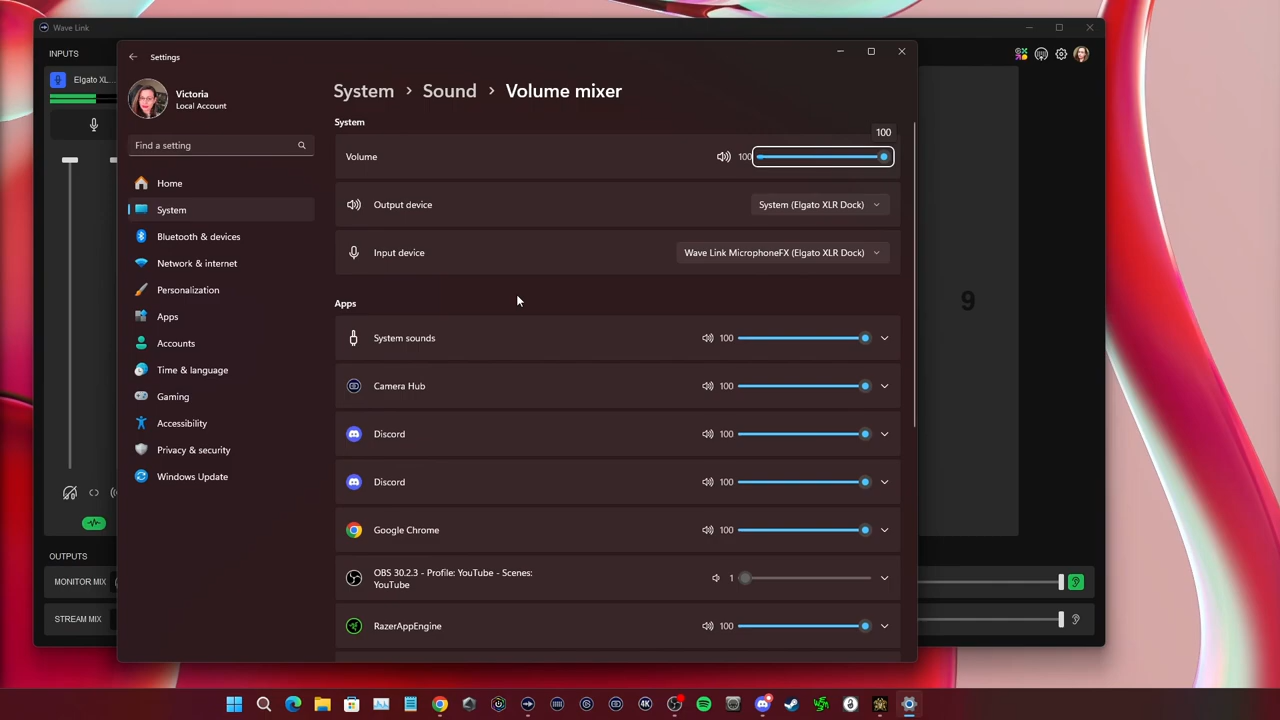 Wave Link
INPUTS
Elgato XL...
Settings
Victoria
Local Account
Find a setting
Home
System
Bluetooth & devices
Network & internet
Personalization
Apps
Accounts
Time & language
Gaming
Accessibility
Privacy & security
Windows Update
System > Sound > Volume mixer
System
100
Volume 100
Output device System (Elgato XLR Dock)
Input device Wave Link MicrophoneFX (Elgato XLR Dock)
Apps
System sounds 100
Camera Hub 100
Discord 100
Discord 100
Google Chrome 100
OBS 30.2.3 - Profile: YouTube - Scenes:
YouTube 1
RazerAppEngine 100
9
OUTPUTS
MONITOR MIX
STREAM MIX
4K